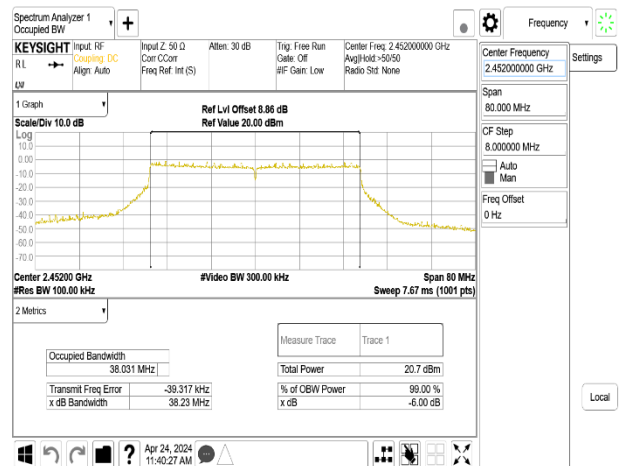 Spectrum Analyzer 1
Occupied BW
Frequency
KEYSIGHT
R L
Input: RF
Coupling: DC
Align: Auto
Input Z: 50 Ω
Corr CCorr
Freq Ref: Int (S)
Atten: 30 dB
Trig: Free Run
Gate: Off
#IF Gain: Low
Center Freq: 2.452000000 GHz
Avg|Hold:>50/50
Radio Std: None
Center Frequency
2.452000000 GHz
Settings
Span
80.000 MHz
CF Step
8.000000 MHz
Auto
Man
Freq Offset
0 Hz
Local
1 Graph
Scale/Div 10.0 dB
Ref Lvl Offset 8.86 dB
Ref Value 20.00 dBm
Log
10.0
0.00
-10.0
-20.0
-30.0
-40.0
-50.0
-60.0
-70.0
Center 2.45200 GHz
#Video BW 300.00 kHz
Span 80 MHz
#Res BW 100.00 kHz
Sweep 7.67 ms (1001 pts)
2 Metrics
Measure Trace
Trace 1
Occupied Bandwidth
38.031 MHz
Total Power
20.7 dBm
Transmit Freq Error
-39.317 kHz
% of OBW Power
99.00 %
x dB Bandwidth
38.23 MHz
x dB
-6.00 dB
?
Apr 24, 2024
11:40:27 AM